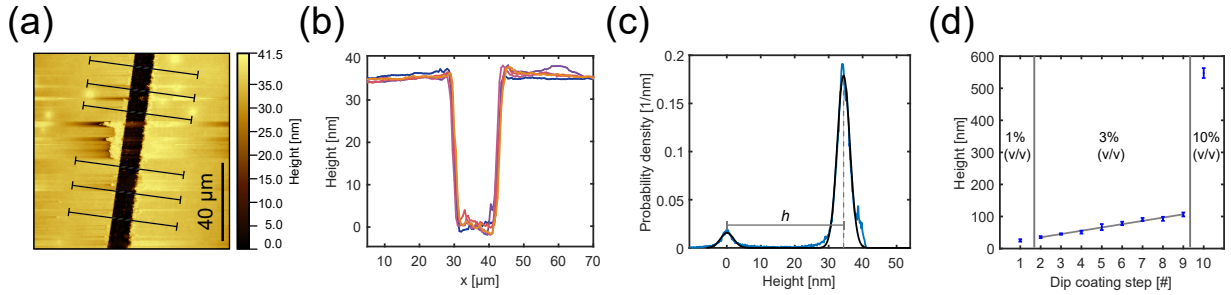 (a)
41.5
35.0
30.0
25.0
20.0
15.0
10.0
5.0
0.0
Height [nm]
40 µm
(b)
40
30
20
10
0
Height [nm]
10 20 30 40 50 60 70
x [µm]
(c)
0.2
0.15
0.1
0.05
0
Probability density [1/nm]
h
0 10 20 30 40 50
Height [nm]
(d)
600
500
400
300
200
100
0
Height [nm]
1%
(v/v)
3%
(v/v)
10%
(v/v)
1 2 3 4 5 6 7 8 9 10
Dip coating step [#]